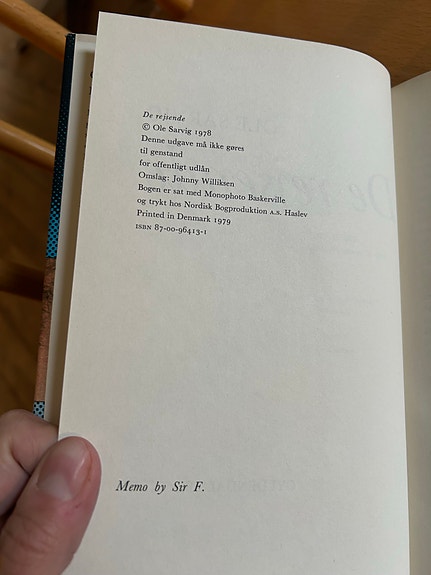 De rejsende
© Ole Sarvig 1978
Denne udgave må ikke gøres
til genstand
for offentligt udlån
Omslag: Johnny Williksen
Bogen er sat med Monophoto Baskerville
og trykt hos Nordisk Bogproduktion A.S. Haslev
Printed in Denmark 1979
ISBN 87-00-96413-1
Memo by Sir F.